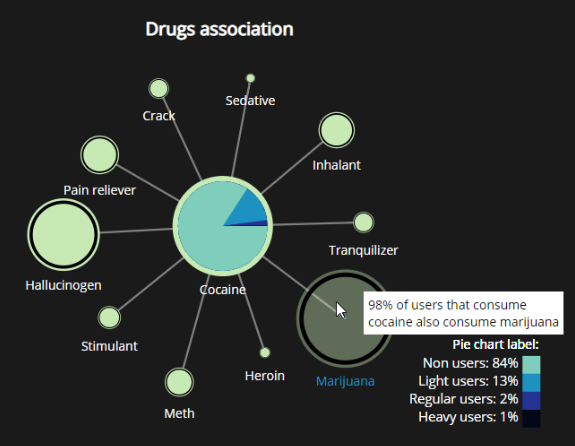 Drugs association
Sedative
Crack
Inhalant
Pain reliever
Tranquilizer
Hallucinogen
Cocaine
98% of users that consume
cocaine also consume marijuana
Stimulant
Pie chart label:
Non users: 84%
Heroin
Marijuana
Light users: 13%
Regular users: 2%
Meth
Heavy users: 1%